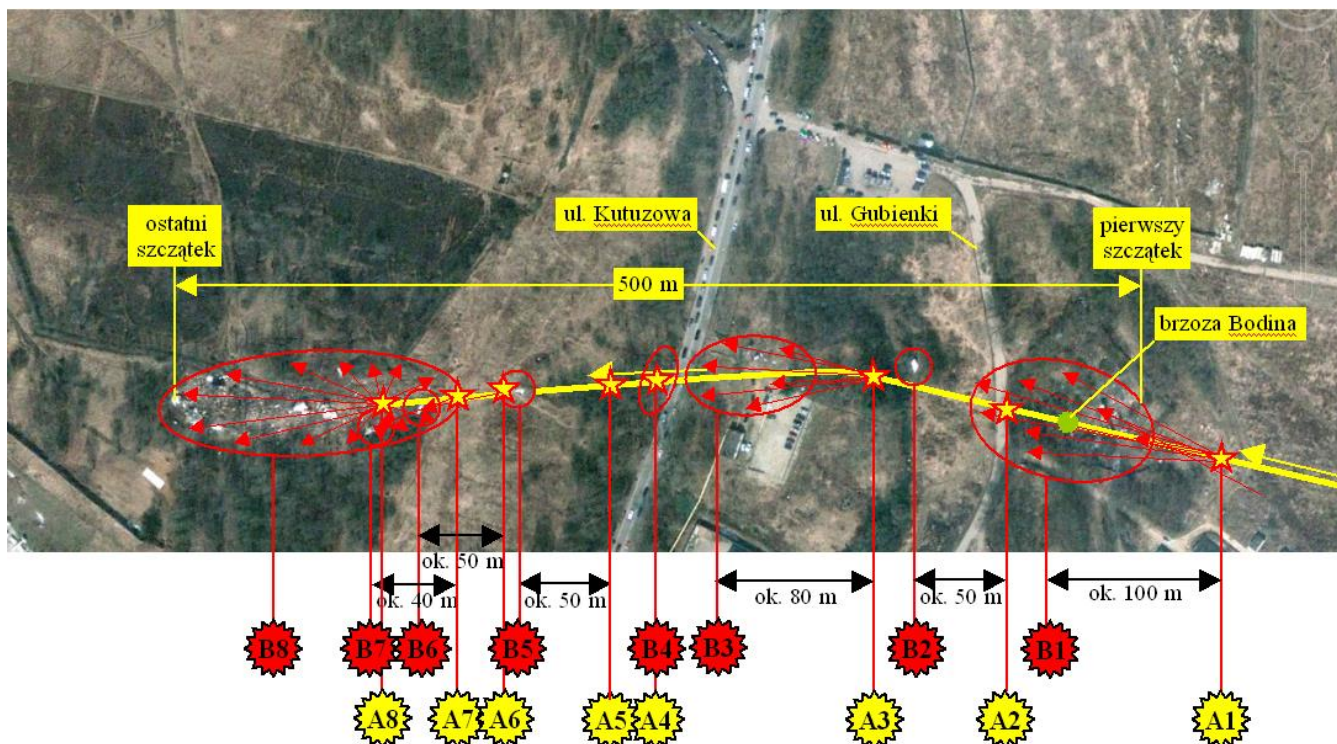 ostatni
szczątek
ul. Kutuzowa
ul. Gubienki
pierwszy
szczątek
500 m
brzoza Bodina
ok. 50 m
ok. 40 m
ok. 50 m
ok. 80 m
ok. 50 m
ok. 100 m
B8
B7
B6
B5
B4
B3
B2
B1
A8
A7
A6
A5
A4
A3
A2
A1